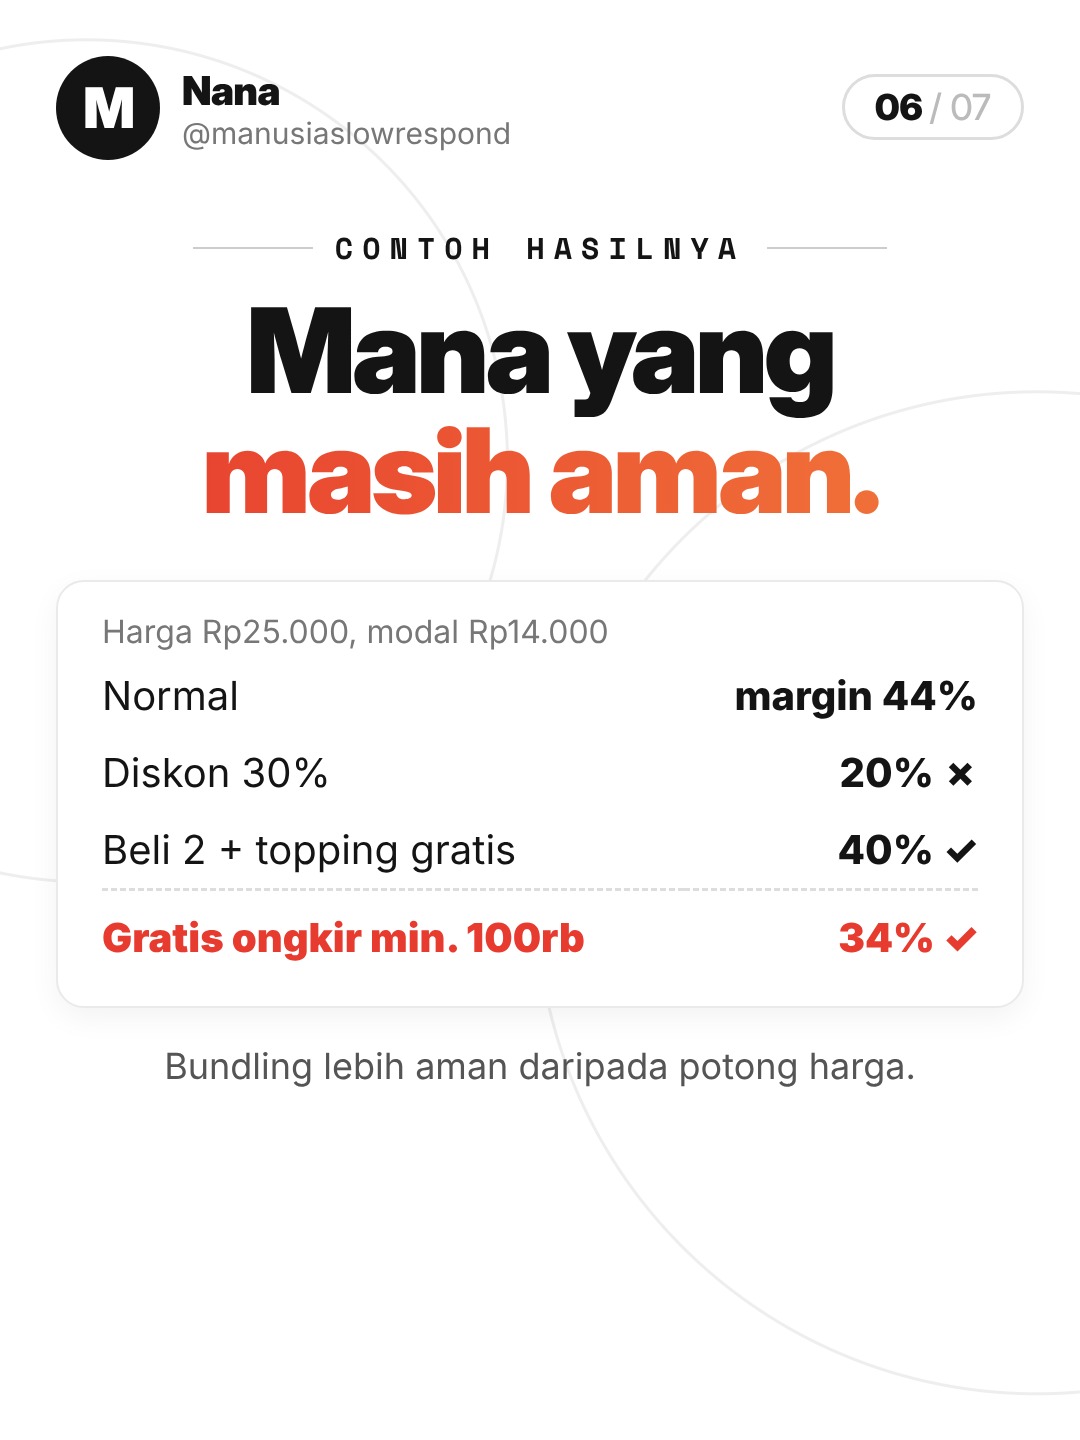 M
Nana
@manusiaslowrespond
06 / 07
CONTOH HASILNYA
Mana yang
masih aman.
Harga Rp25.000, modal Rp14.000
Normal margin 44%
Diskon 30% 20% ×
Beli 2 + topping gratis 40% ✓
Gratis ongkir min. 100rb 34% ✓
Bundling lebih aman daripada potong harga.